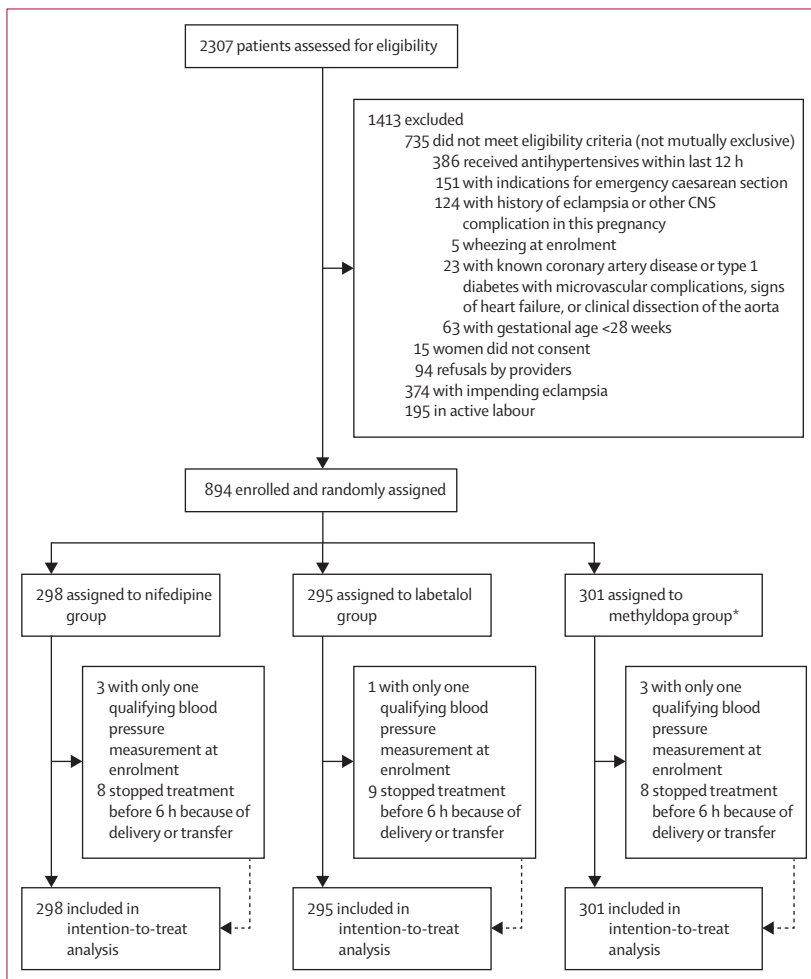 2307 patients assessed for eligibility
1413 excluded
735 did not meet eligibility criteria (not mutually exclusive)
386 received antihypertensives within last 12 h
151 with indications for emergency caesarean section
124 with history of eclampsia or other CNS
complication in this pregnancy
5 wheezing at enrolment
23 with known coronary artery disease or type 1
diabetes with microvascular complications, signs
of heart failure, or clinical dissection of the aorta
63 with gestational age <28 weeks
15 women did not consent
94 refusals by providers
374 with impending eclampsia
195 in active labour
894 enrolled and randomly assigned
298 assigned to nifedipine
group
295 assigned to labetalol
group
301 assigned to
methyldopa group*
3 with only one
qualifying blood
pressure
measurement at
enrolment
8 stopped treatment
before 6 h because of
delivery or transfer
1 with only one
qualifying blood
pressure
measurement at
enrolment
9 stopped treatment
before 6 h because of
delivery or transfer
3 with only one
qualifying blood
pressure
measurement at
enrolment
8 stopped treatment
before 6 h because of
delivery or transfer
298 included in
intention-to-treat
analysis
295 included in
intention-to-treat
analysis
301 included in
intention-to-treat
analysis